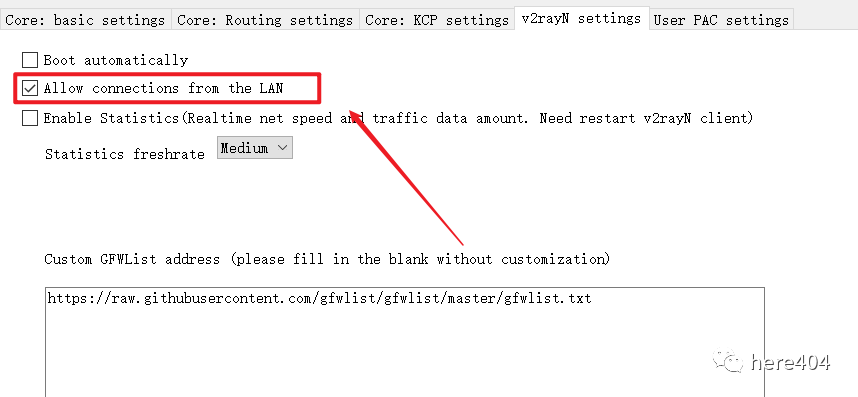 Core: basic settings Core: Routing settings Core: KCP settings v2rayN settings User PAC settings
Boot automatically
Allow connections from the LAN
Enable Statistics(Realtime net speed and traffic data amount. Need restart v2rayN client)
Statistics freshrate Medium
Custom GFWList address (please fill in the blank without customization)
https://raw.githubusercontent.com/gfwlist/gfwlist/master/gfwlist.txt
here404